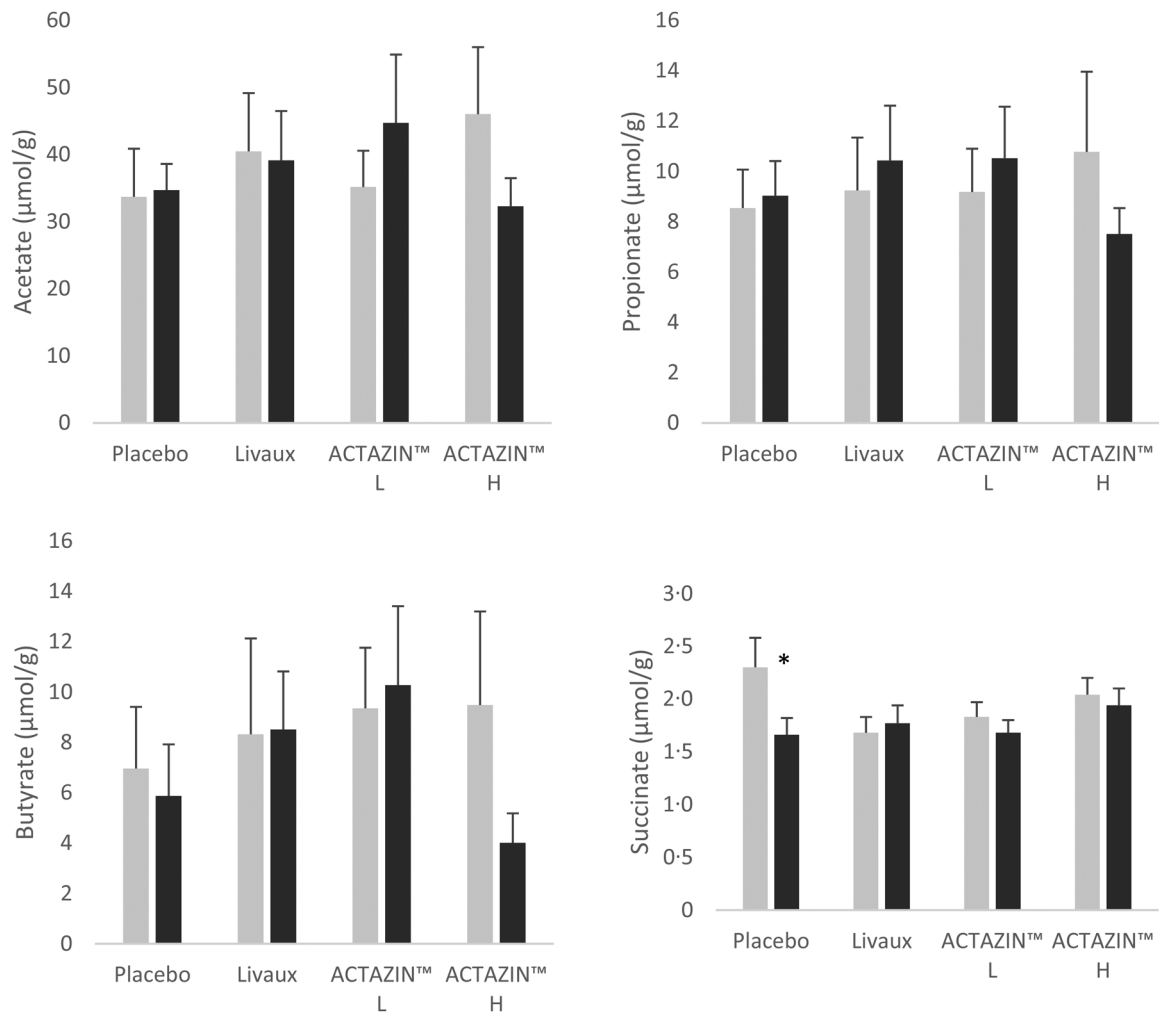 Acetate (µmol/g)
60
50
40
30
20
10
0
Placebo
Livaux
ACTAZIN™
L
ACTAZIN™
H
Propionate (µmol/g)
16
14
12
10
8
6
4
2
0
Placebo
Livaux
ACTAZIN™
L
ACTAZIN™
H
Butyrate (µmol/g)
16
14
12
10
8
6
4
2
0
Placebo
Livaux
ACTAZIN™
L
ACTAZIN™
H
Succinate (µmol/g)
3·0
2·5
2·0
1·5
1·0
0·5
0
*
Placebo
Livaux
ACTAZIN™
L
ACTAZIN™
H